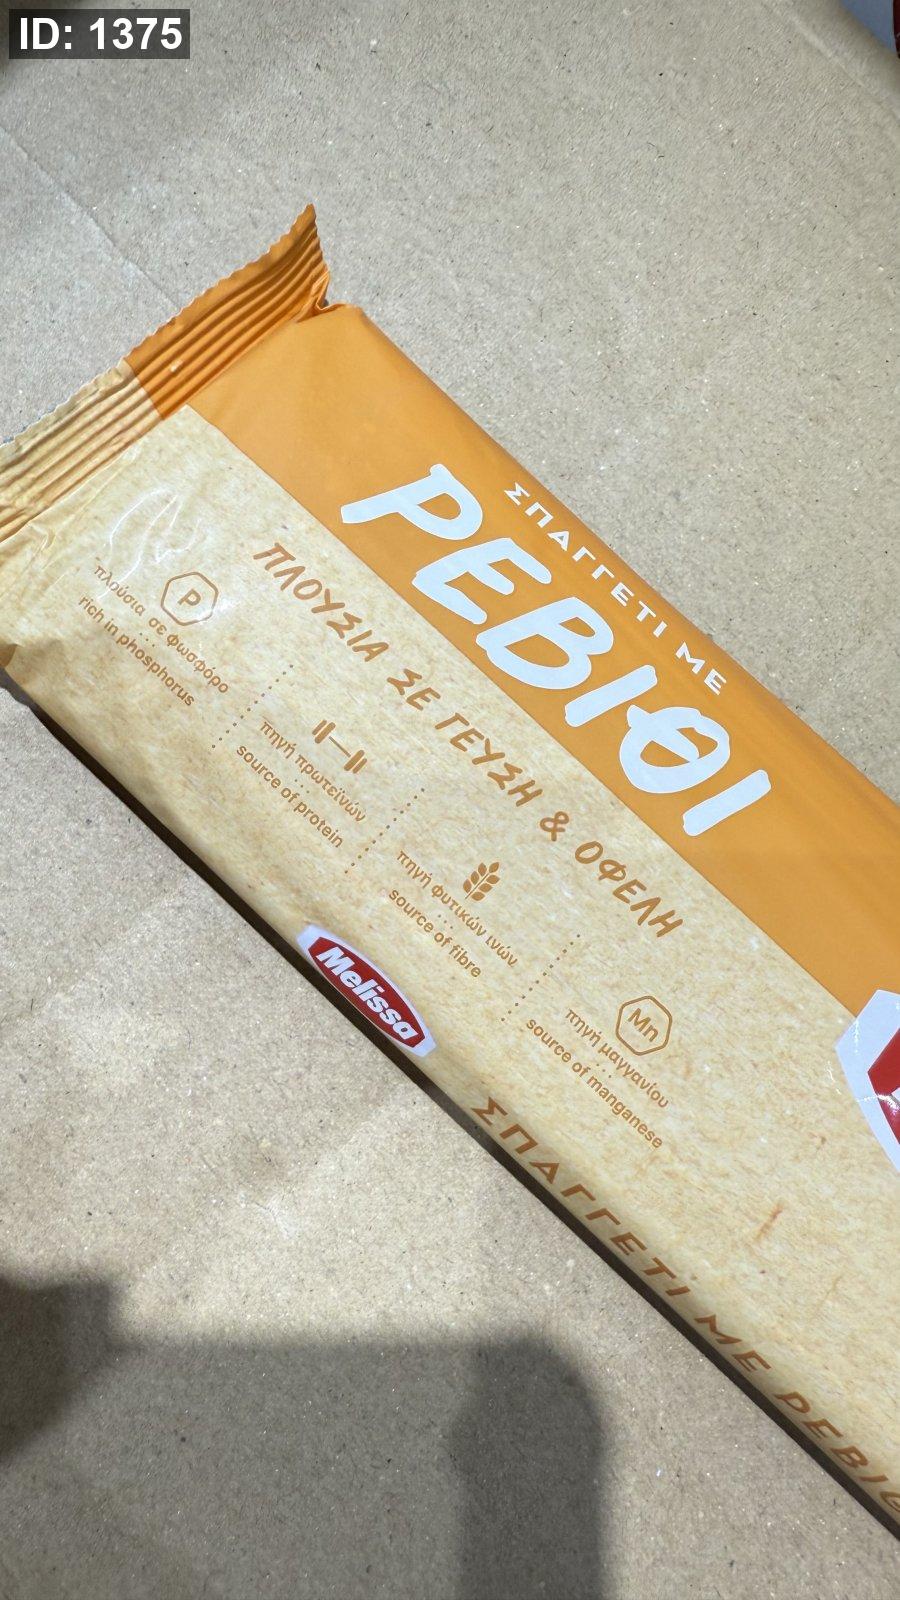 ID: 1375
ΣΠΑΓΓΕΤΙ ΜΕ
ΡΕΒΙΘΙ
ΠΛΟΥΣΙΑ ΣΕ ΓΕΥΣΗ & ΟΦΕΛΗ
P
πλούσια σε φωσφόρο
rich in phosphorus
πηγή πρωτεϊνών
source of protein
πηγή φυτικών ινών
source of fibre
Mn
πηγή μαγγανίου
source of manganese
Melissa
ΣΠΑΓΓΕΤΙ ΜΕ ΡΕΒΙΘ